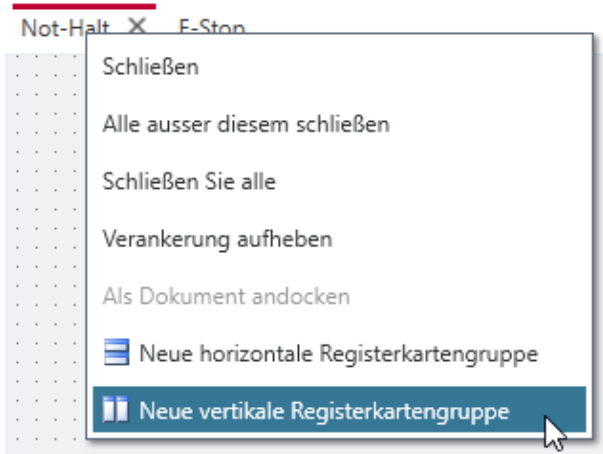 Not-Halt E-Stop
Schließen
Alle ausser diesem schließen
Schließen Sie alle
Verankerung aufheben
Als Dokument andocken
Neue horizontale Registerkartengruppe
Neue vertikale Registerkartengruppe